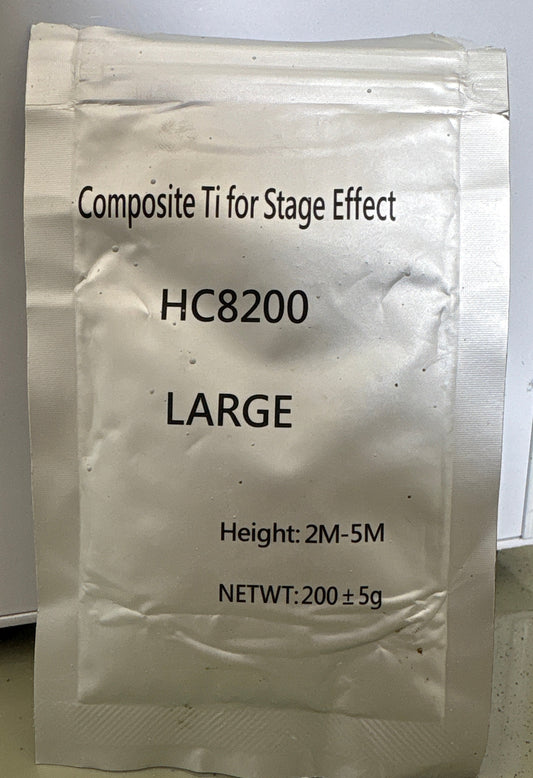 Composite Ti for Stage Effect
HC8200
LARGE
Height: 2M-5M
NETWT: 200±5g